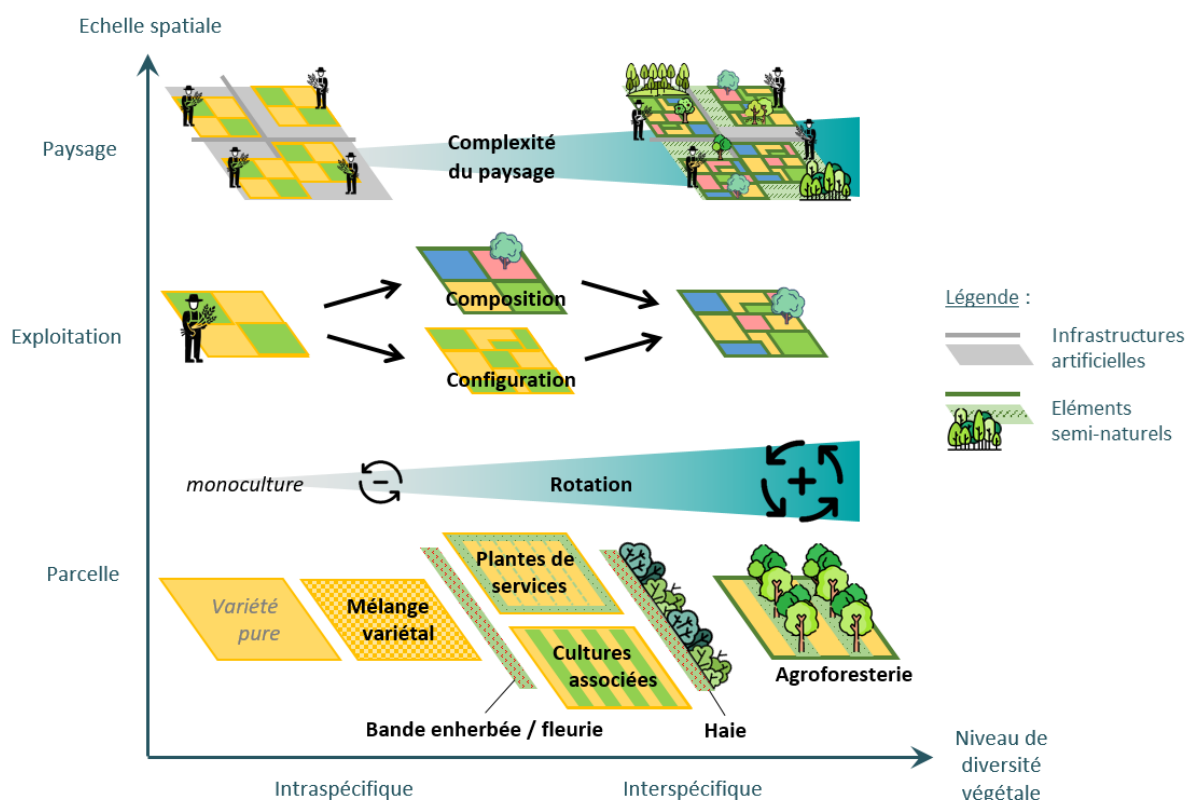 Echelle spatiale
Paysage
Complexité
du paysage
Exploitation
Composition
Configuration
Légende :
Infrastructures
artificielles
Eléments
semi-naturels
monoculture
-
Rotation
+
Parcelle
Variété
pure
Mélange
variétal
Plantes de
services
Cultures
associées
Agroforesterie
Bande enherbée / fleurie
Haie
Intraspécifique
Interspécifique
Niveau de
diversité
végétale